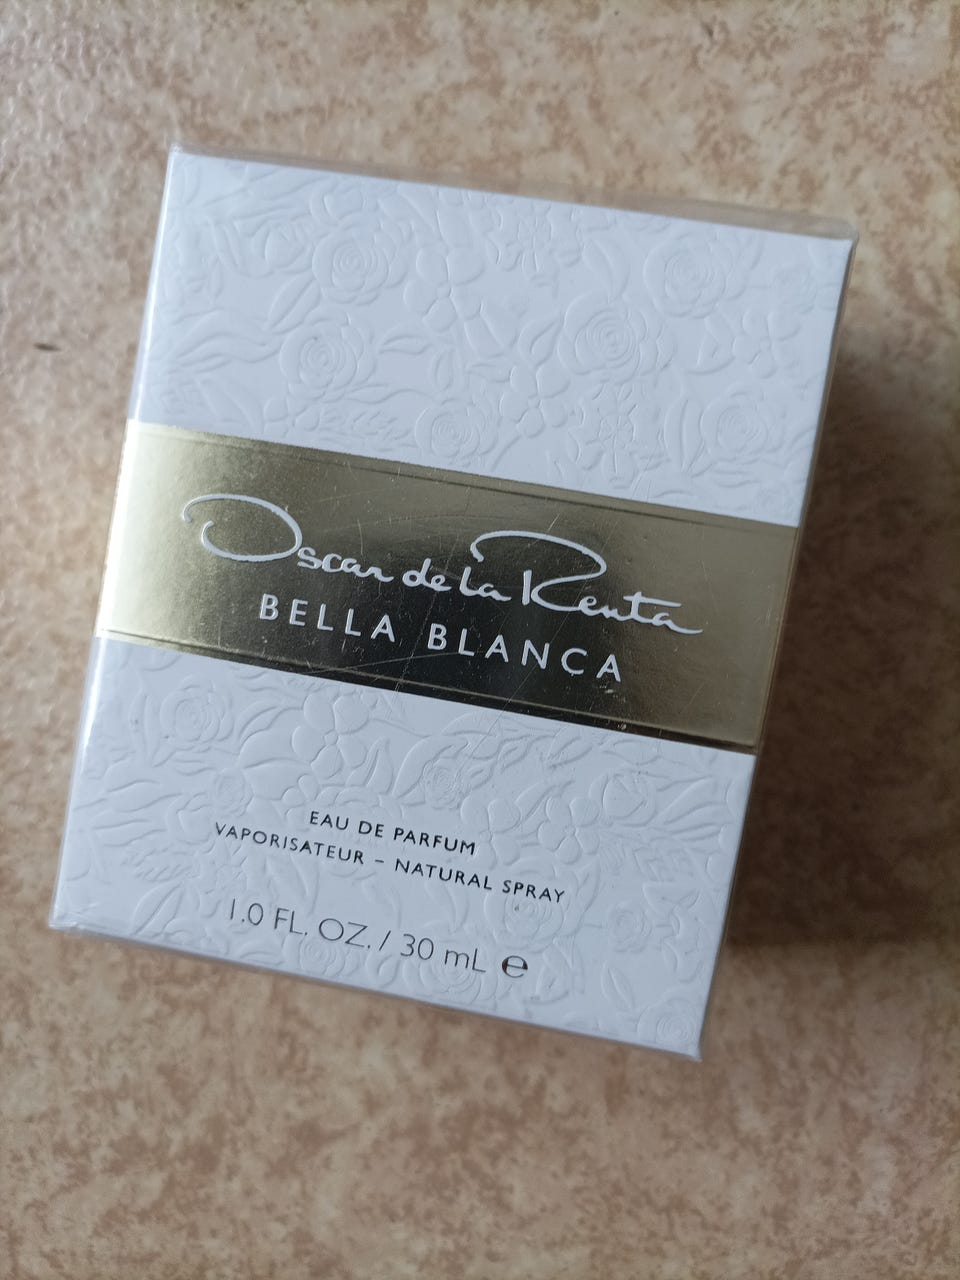 Oscar de la Renta
BELLA BLANCA
EAU DE PARFUM
VAPORISATEUR – NATURAL SPRAY
1.0 FL. OZ. / 30 mL ℮